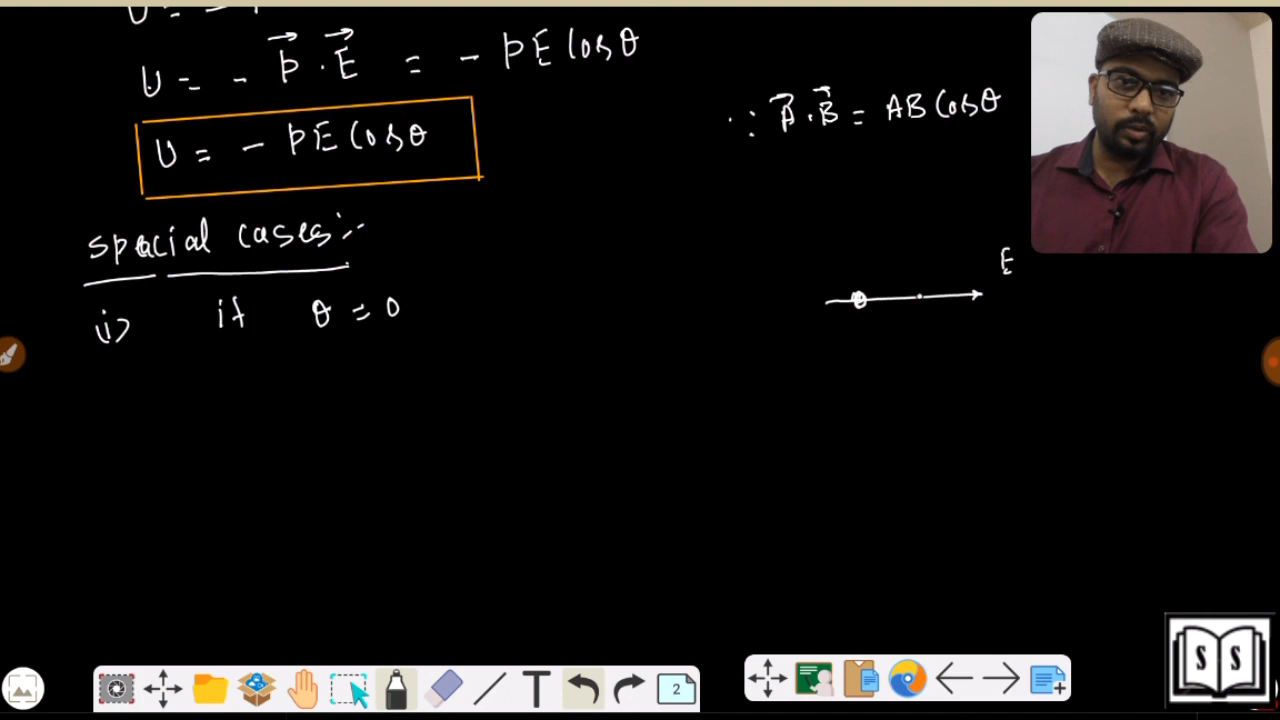 U = - P⃗ . E⃗ = - PE Cosθ
∵ A⃗ . B⃗ = AB Cosθ
U = - PE Cosθ
special cases:-
E
(i) if θ = 0
2
S S